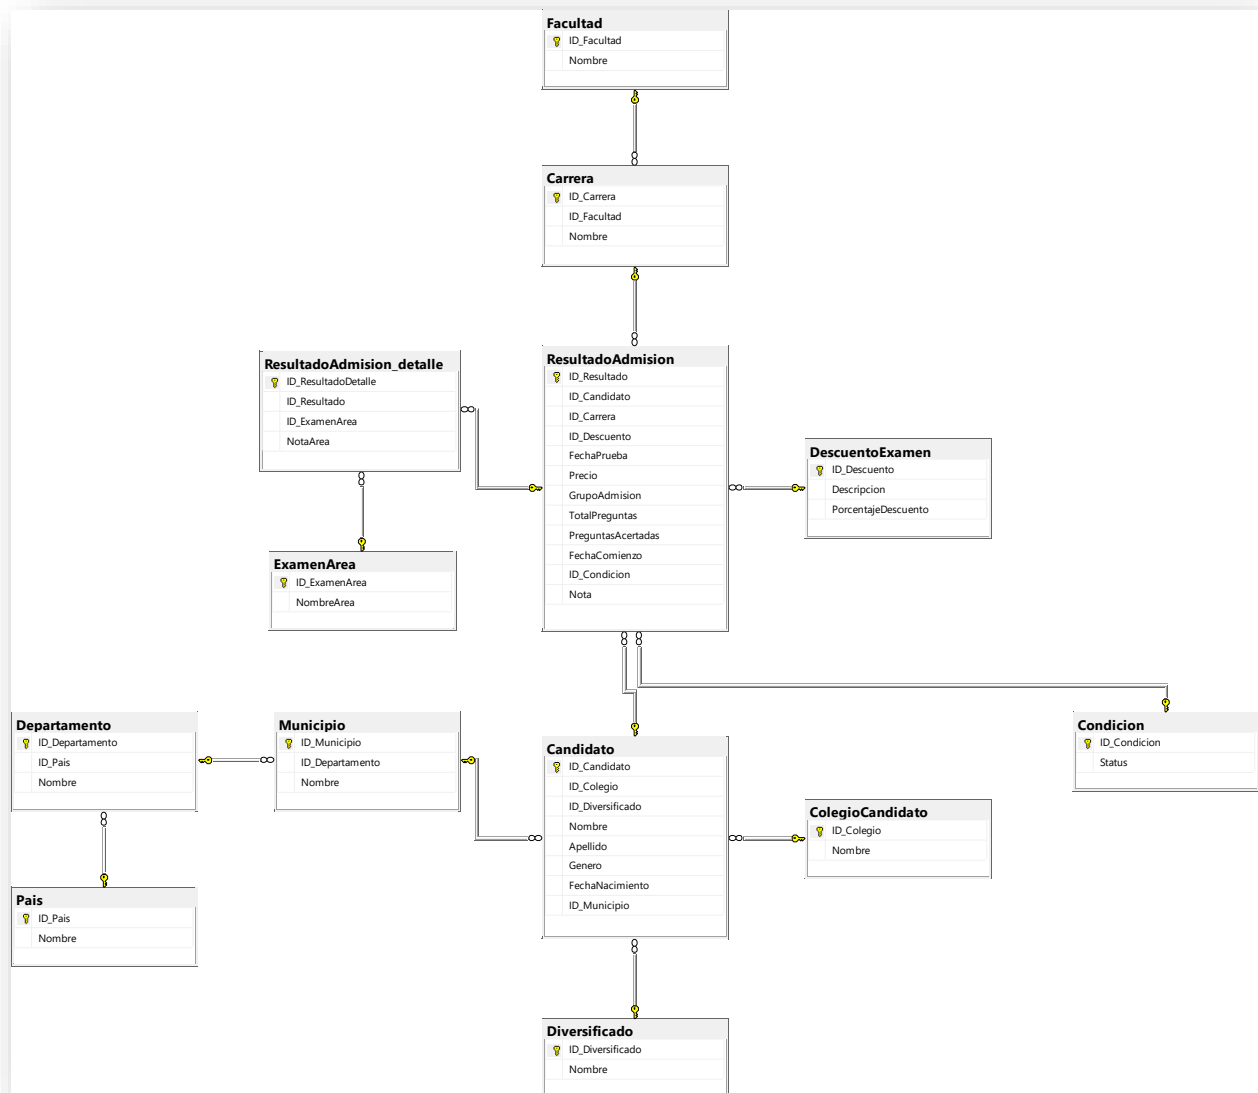 Facultad
ID_Facultad
Nombre
Carrera
ID_Carrera
ID_Facultad
Nombre
ResultadoAdmision_detalle
ID_ResultadoDetalle
ID_Resultado
ID_ExamenArea
NotaArea
ResultadoAdmision
ID_Resultado
ID_Candidato
ID_Carrera
ID_Descuento
FechaPrueba
Precio
GrupoAdmision
TotalPreguntas
PreguntasAcertadas
FechaComienzo
ID_Condicion
Nota
DescuentoExamen
ID_Descuento
Descripcion
PorcentajeDescuento
ExamenArea
ID_ExamenArea
NombreArea
Departamento
ID_Departamento
ID_Pais
Nombre
Municipio
ID_Municipio
ID_Departamento
Nombre
Candidato
ID_Candidato
ID_Colegio
ID_Diversificado
Nombre
Apellido
Genero
FechaNacimiento
ID_Municipio
Condicion
ID_Condicion
Status
ColegioCandidato
ID_Colegio
Nombre
Pais
ID_Pais
Nombre
Diversificado
ID_Diversificado
Nombre